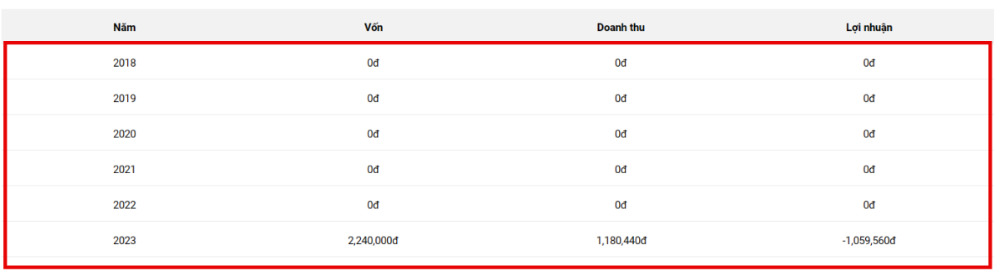 Năm Vốn Doanh thu Lợi nhuận
2018 0đ 0đ 0đ
2019 0đ 0đ 0đ
2020 0đ 0đ 0đ
2021 0đ 0đ 0đ
2022 0đ 0đ 0đ
2023 2,240,000đ 1,180,440đ -1,059,560đ